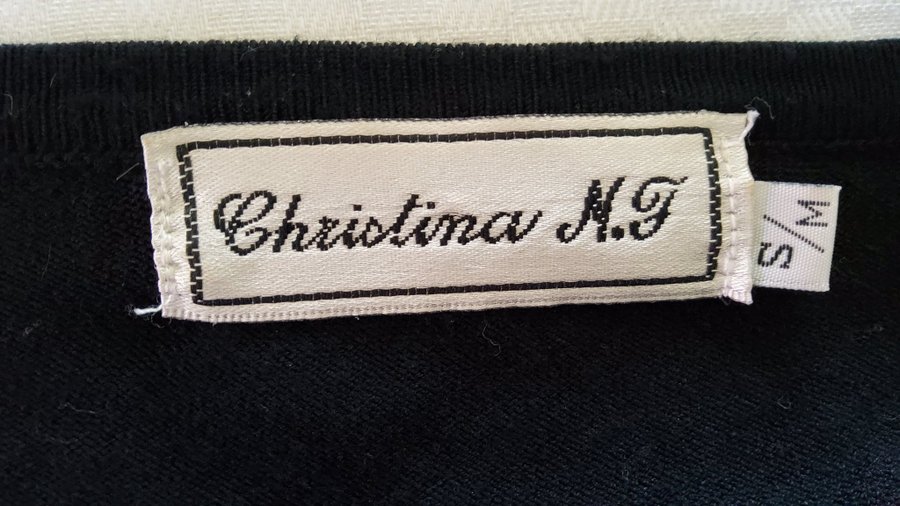 Christina N.F
S/M